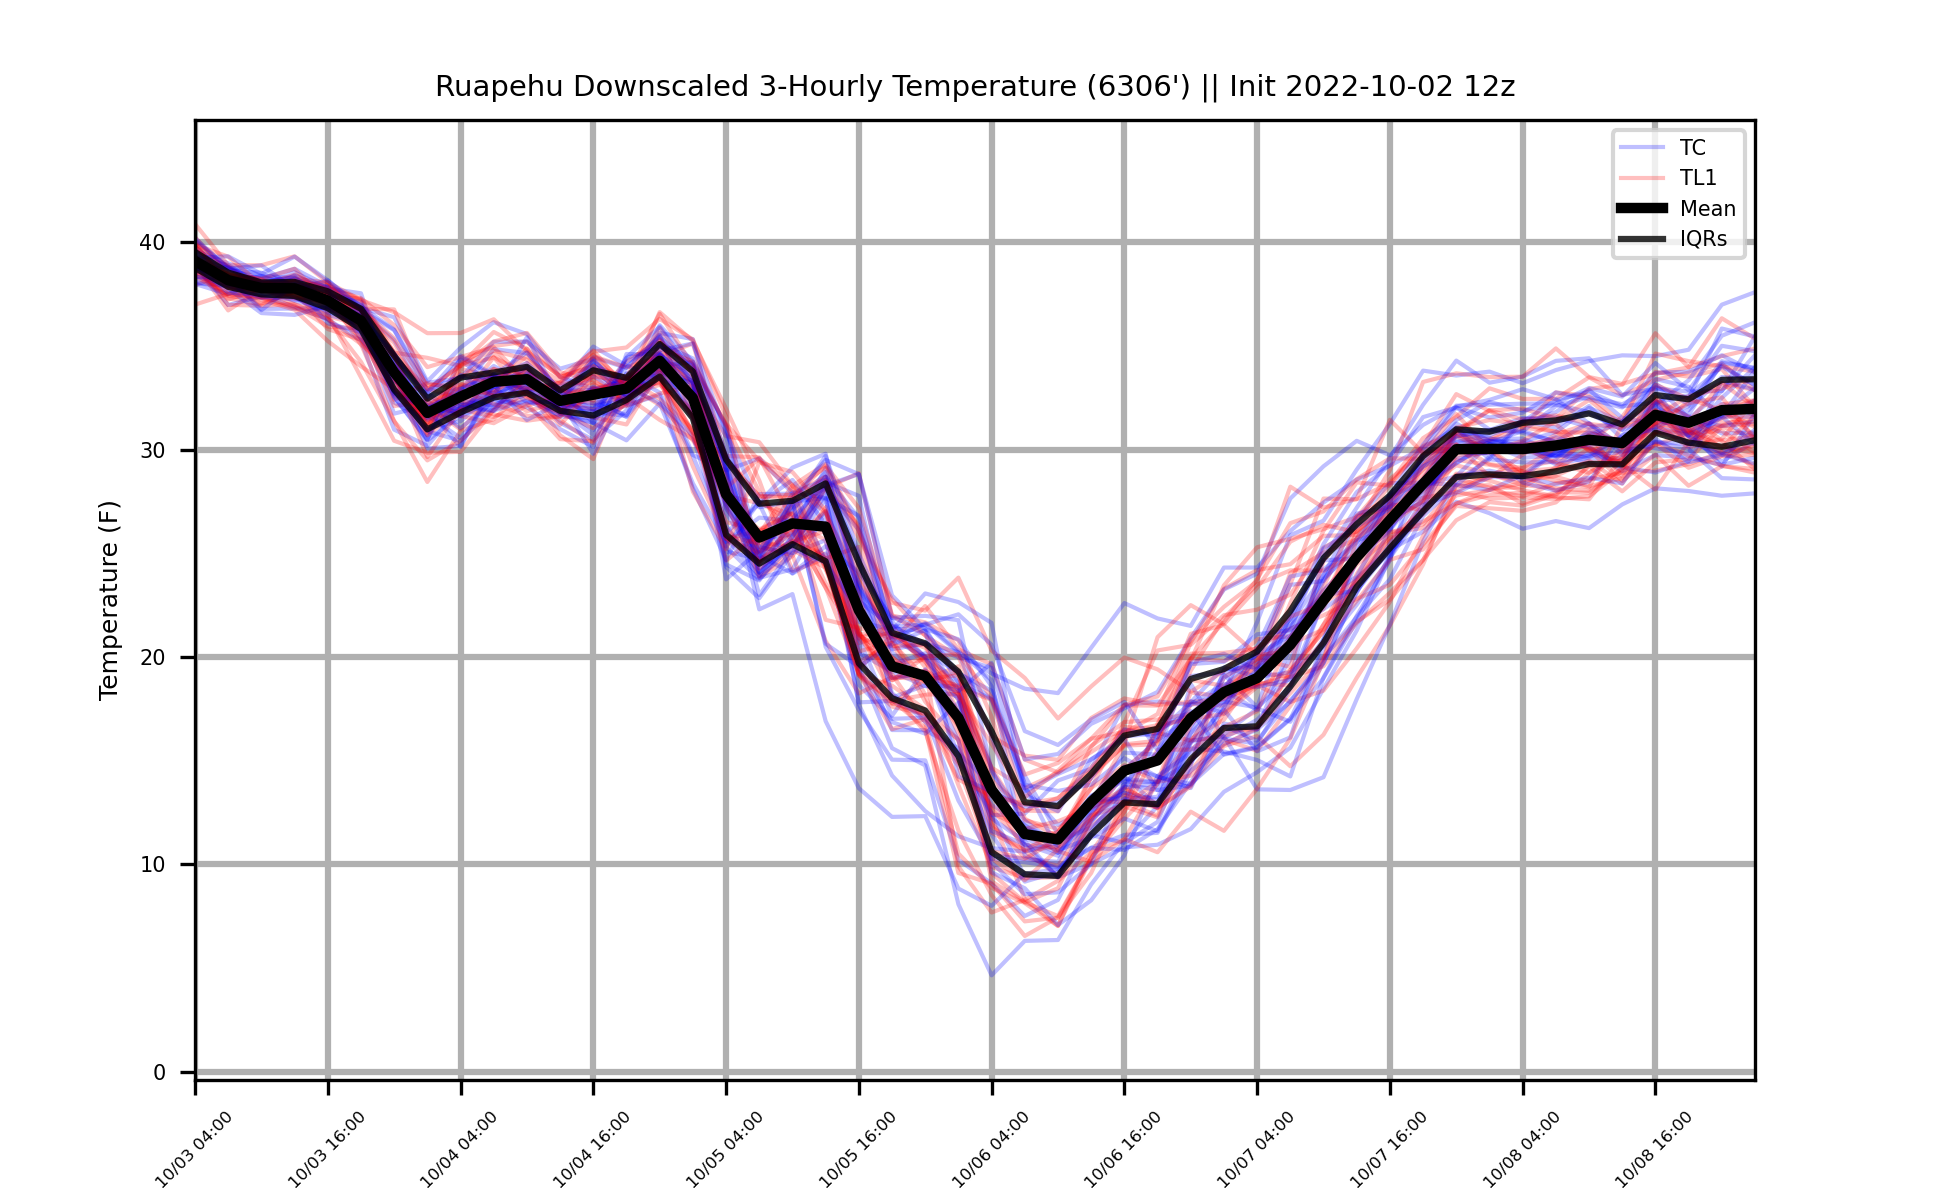 Ruapehu Downscaled 3-Hourly Temperature (6306') || Init 2022-10-02 12z
TC
TL1
Mean
IQRs
Temperature (F)
40
30
20
10
0
10/03 04:00
10/03 16:00
10/04 04:00
10/04 16:00
10/05 04:00
10/05 16:00
10/06 04:00
10/06 16:00
10/07 04:00
10/07 16:00
10/08 04:00
10/08 16:00